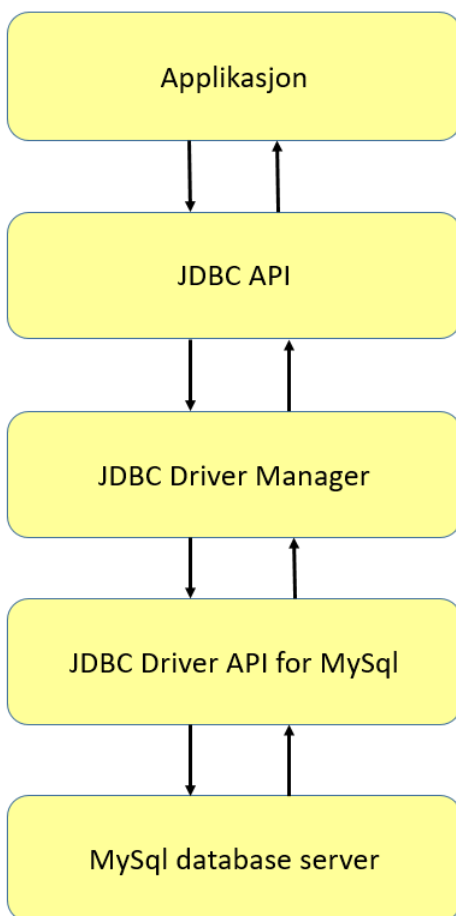 Applikasjon
JDBC API
JDBC Driver Manager
JDBC Driver API for MySql
MySql database server